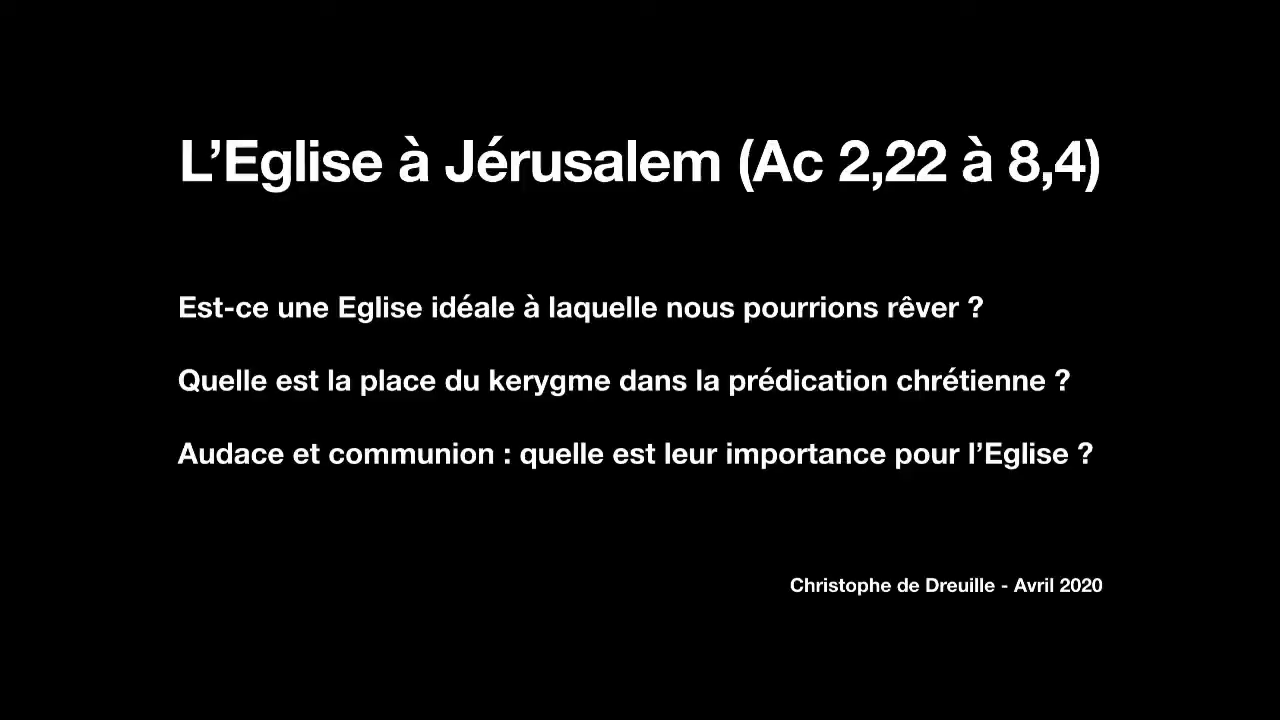 L’Eglise à Jérusalem (Ac 2,22 à 8,4)
Est-ce une Eglise idéale à laquelle nous pourrions rêver ?
Quelle est la place du kerygme dans la prédication chrétienne ?
Audace et communion : quelle est leur importance pour l’Eglise ?
Christophe de Dreuille - Avril 2020